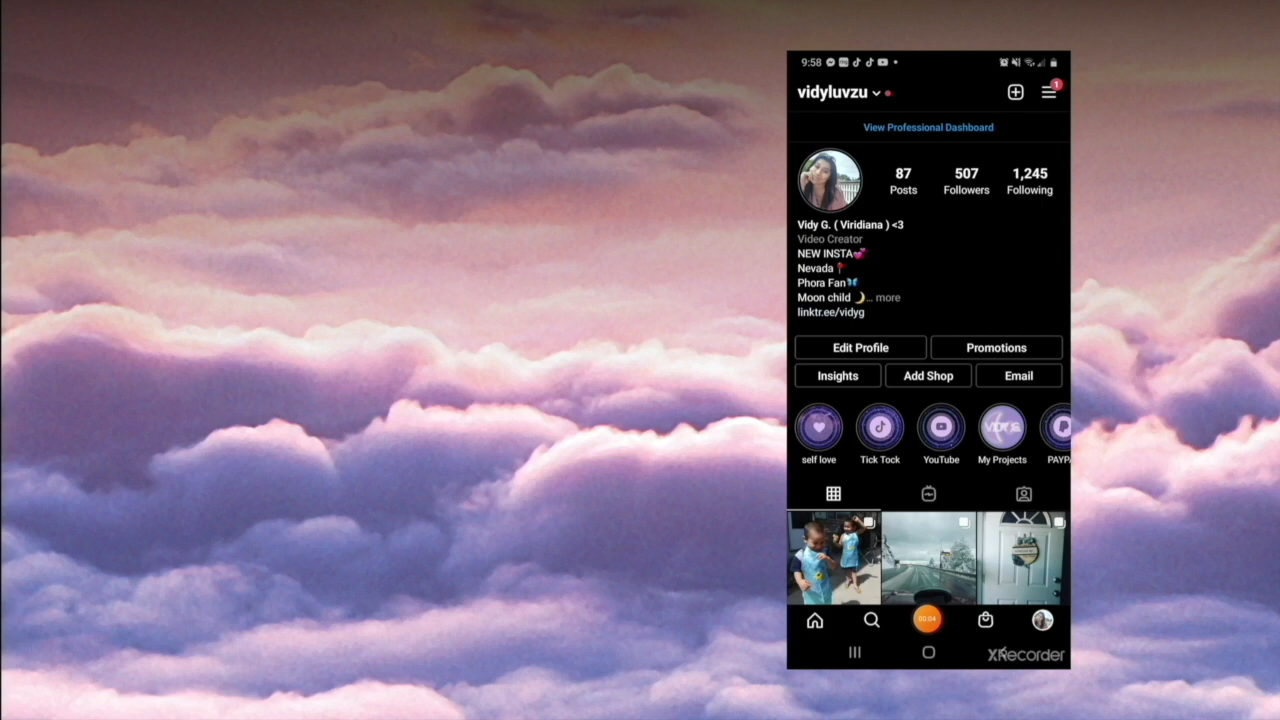 9:58
vidyluvzu
1
View Professional Dashboard
87 507 1,245
Posts Followers Following
Vidy G. ( Viridiana ) <3
Video Creator
NEW INSTA💕
Nevada 📍
Phora Fan🦋
Moon child 🌙... more
linktr.ee/vidyg
Edit Profile Promotions
Insights Add Shop Email
self love Tick Tock YouTube My Projects PAYPA
00:04
XRecorder